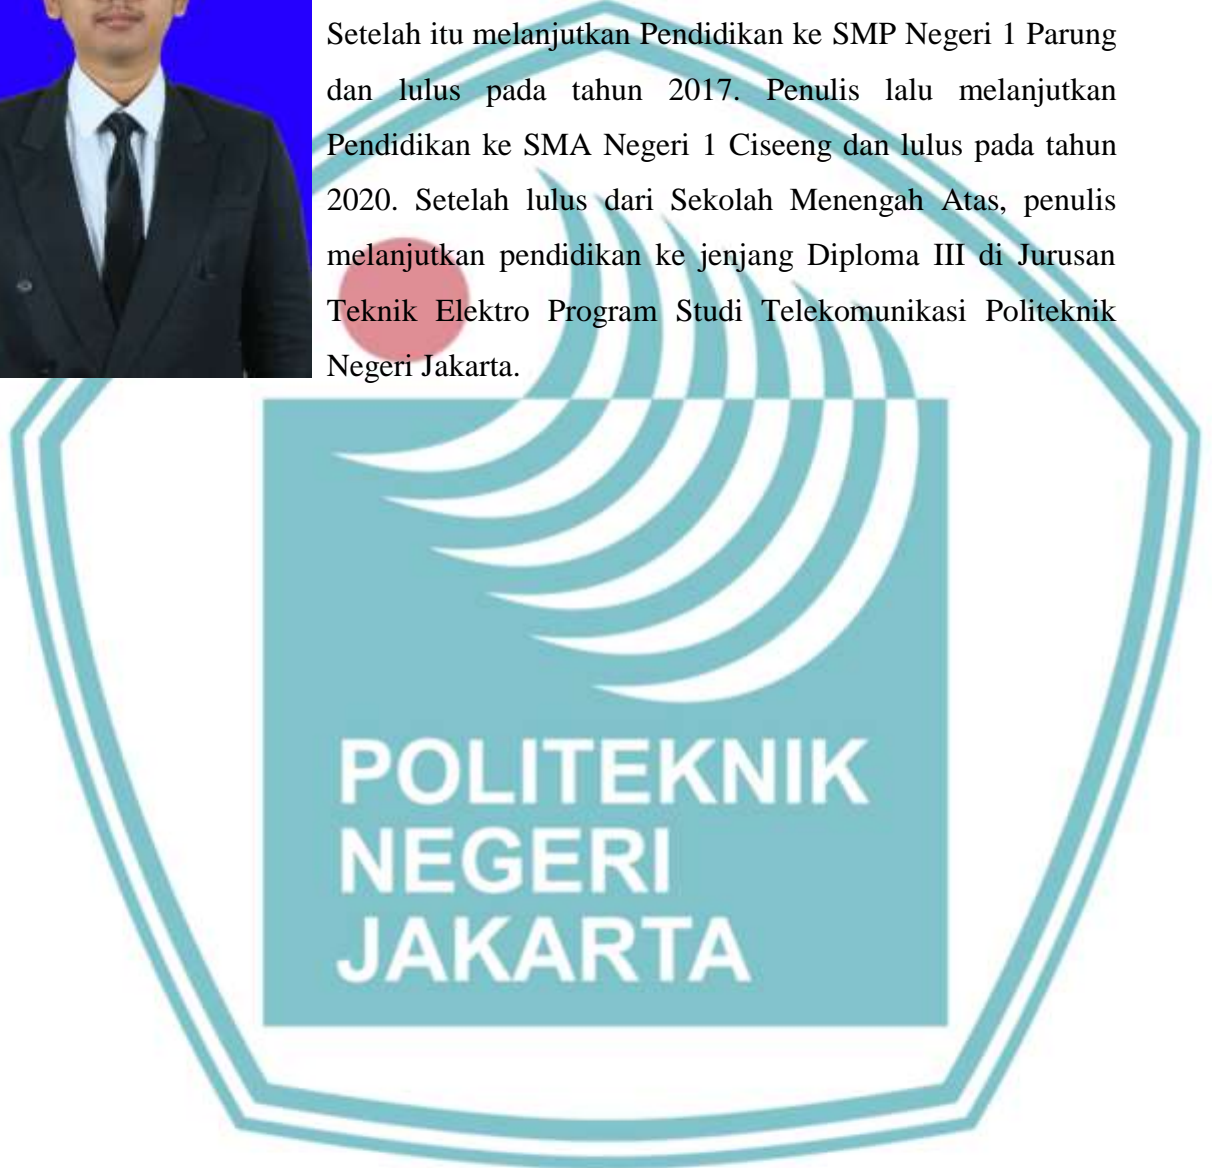 Setelah itu melanjutkan Pendidikan ke SMP Negeri 1 Parung
dan lulus pada tahun 2017. Penulis lalu melanjutkan
Pendidikan ke SMA Negeri 1 Ciseeng dan lulus pada tahun
2020. Setelah lulus dari Sekolah Menengah Atas, penulis
melanjutkan pendidikan ke jenjang Diploma III di Jurusan
Teknik Elektro Program Studi Telekomunikasi Politeknik
Negeri Jakarta.
POLITEKNIK
NEGERI
JAKARTA